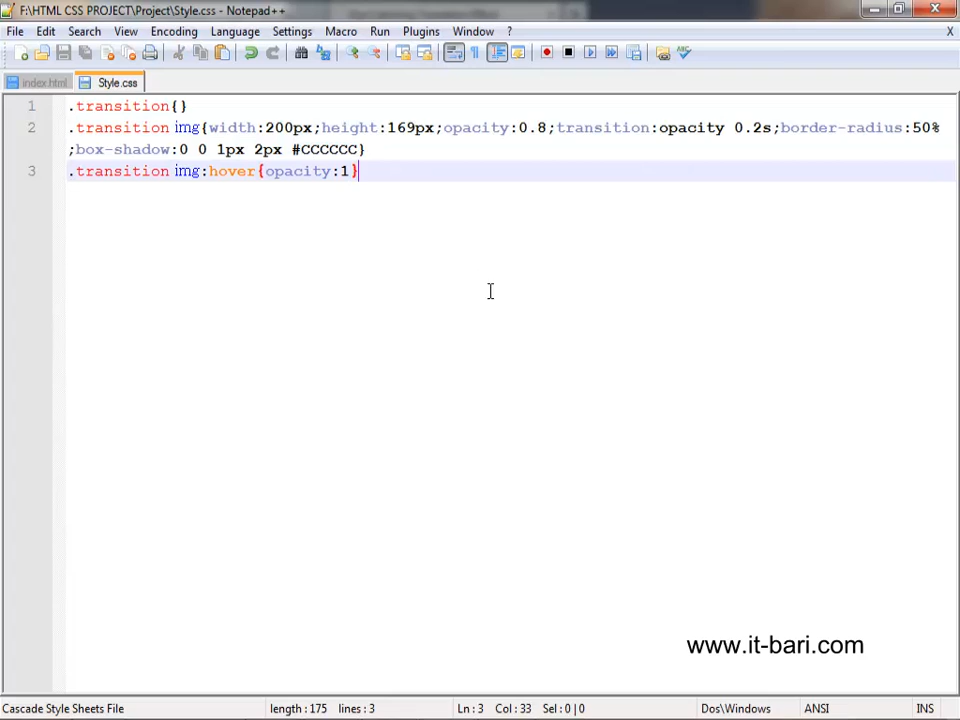 F:\HTML CSS PROJECT\Project\Style.css - Notepad++
File Edit Search View Encoding Language Settings Macro Run Plugins Window ? X
index.html Style.css
1 .transition{}
2 .transition img{width:200px;height:169px;opacity:0.8;transition:opacity 0.2s;border-radius:50%
;box-shadow:0 0 1px 2px #CCCCCC}
3 .transition img:hover{opacity:1}
www.it-bari.com
Cascade Style Sheets File length : 175 lines : 3 Ln : 3 Col : 33 Sel : 0 | 0 Dos\Windows ANSI INS